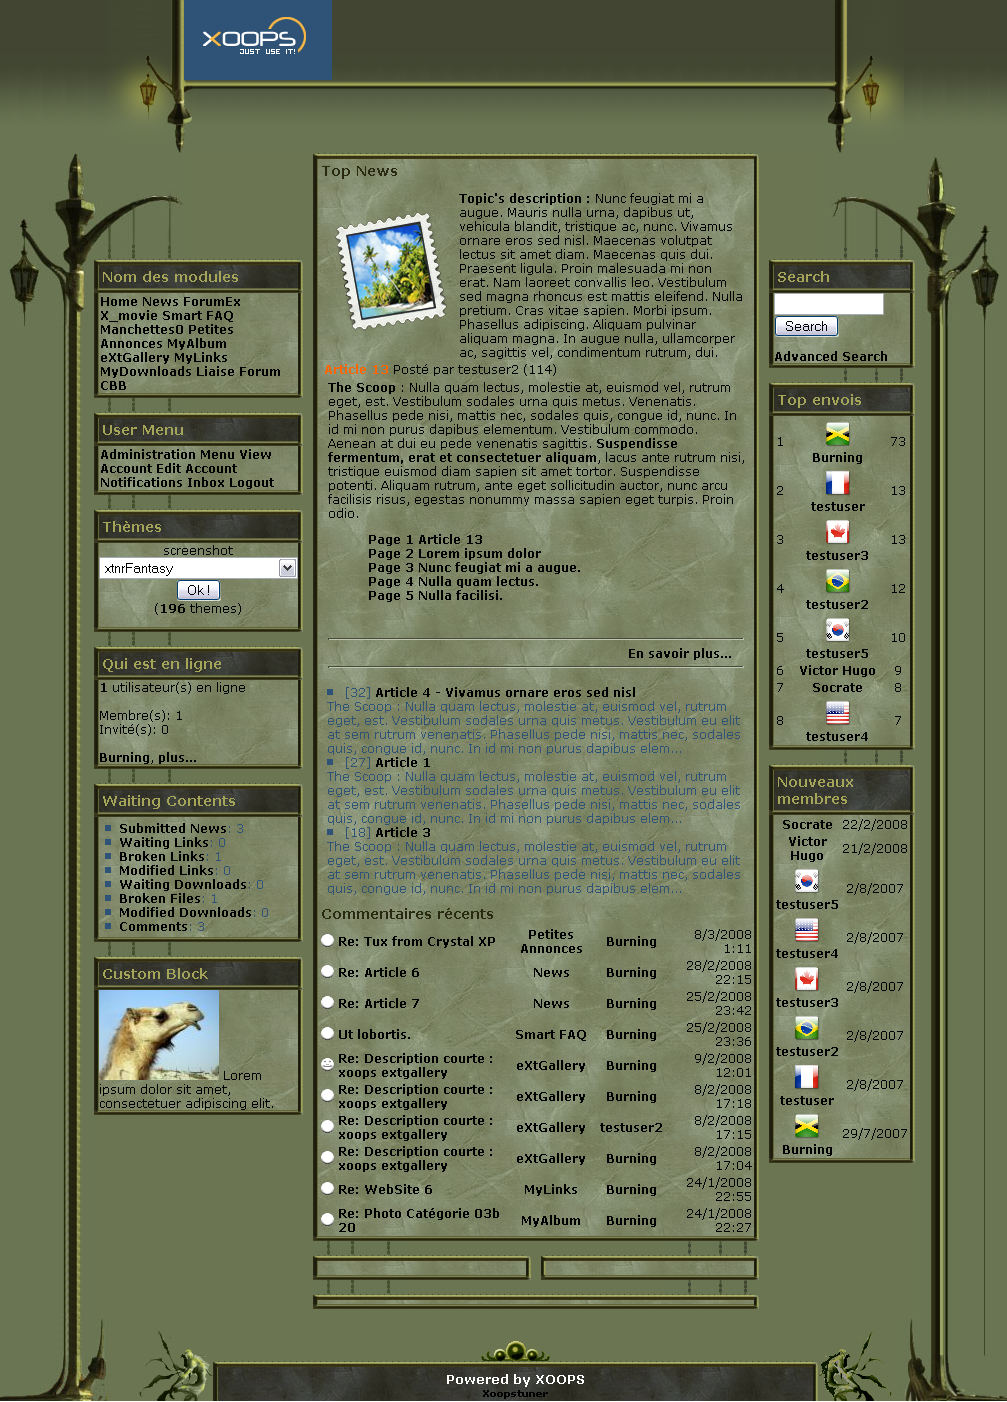 XOOPS
JUST USE IT!
Nom des modules
Home News ForumEx
X_movie Smart FAQ
Manchettes0 Petites
Annonces MyAlbum
eXtGallery MyLinks
MyDownloads Liaise Forum
CBB
User Menu
Administration Menu View
Account Edit Account
Notifications Inbox Logout
Thèmes
screenshot
xtnrFantasy
Ok !
(196 themes)
Qui est en ligne
1 utilisateur(s) en ligne
Membre(s): 1
Invité(s): 0
Burning, plus...
Waiting Contents
Submitted News: 3
Waiting Links: 0
Broken Links: 1
Modified Links: 0
Waiting Downloads: 0
Broken Files: 1
Modified Downloads: 0
Comments: 3
Custom Block
Lorem
ipsum dolor sit amet,
consectetuer adipiscing elit.
Top News
Topic's description : Nunc feugiat mi a
augue. Mauris nulla urna, dapibus ut,
vehicula blandit, tristique ac, nunc. Vivamus
ornare eros sed nisl. Maecenas volutpat
lectus sit amet diam. Maecenas quis dui.
Praesent ligula. Proin malesuada mi non
erat. Nam laoreet convallis leo. Vestibulum
sed magna rhoncus est mattis eleifend. Nulla
pretium. Cras vitae sapien. Morbi ipsum.
Phasellus adipiscing. Aliquam pulvinar
aliquam magna. In augue nulla, ullamcorper
ac, sagittis vel, condimentum rutrum, dui.
Article 13 Posté par testuser2 (114)
The Scoop : Nulla quam lectus, molestie at, euismod vel, rutrum
eget, est. Vestibulum sodales urna quis metus. Venenatis.
Phasellus pede nisi, mattis nec, sodales quis, congue id, nunc. In
id mi non purus dapibus elementum. Vestibulum commodo.
Aenean at dui eu pede venenatis sagittis. Suspendisse
fermentum, erat et consectetuer aliquam, lacus ante rutrum nisi,
tristique euismod diam sapien sit amet tortor. Suspendisse
potenti. Aliquam rutrum, ante eget sollicitudin auctor, nunc arcu
facilisis risus, egestas nonummy massa sapien eget turpis. Proin
odio.
Page 1 Article 13
Page 2 Lorem ipsum dolor
Page 3 Nunc feugiat mi a augue.
Page 4 Nulla quam lectus.
Page 5 Nulla facilisi.
En savoir plus...
[32] Article 4 - Vivamus ornare eros sed nisl
The Scoop : Nulla quam lectus, molestie at, euismod vel, rutrum
eget, est. Vestibulum sodales urna quis metus. Vestibulum eu elit
at sem rutrum venenatis. Phasellus pede nisi, mattis nec, sodales
quis, congue id, nunc. In id mi non purus dapibus elem...
[27] Article 1
The Scoop : Nulla quam lectus, molestie at, euismod vel, rutrum
eget, est. Vestibulum sodales urna quis metus. Vestibulum eu elit
at sem rutrum venenatis. Phasellus pede nisi, mattis nec, sodales
quis, congue id, nunc. In id mi non purus dapibus elem...
[18] Article 3
The Scoop : Nulla quam lectus, molestie at, euismod vel, rutrum
eget, est. Vestibulum sodales urna quis metus. Vestibulum eu elit
at sem rutrum venenatis. Phasellus pede nisi, mattis nec, sodales
quis, congue id, nunc. In id mi non purus dapibus elem...
Commentaires récents
Re: Tux from Crystal XP Petites Annonces Burning 8/3/2008 1:11
Re: Article 6 News Burning 28/2/2008 22:15
Re: Article 7 News Burning 25/2/2008 23:42
Ut lobortis. Smart FAQ Burning 25/2/2008 23:36
Re: Description courte : xoops extgallery eXtGallery Burning 9/2/2008 12:01
Re: Description courte : xoops extgallery eXtGallery Burning 8/2/2008 17:18
Re: Description courte : xoops extgallery eXtGallery testuser2 8/2/2008 17:15
Re: Description courte : xoops extgallery eXtGallery Burning 8/2/2008 17:04
Re: WebSite 6 MyLinks Burning 24/1/2008 22:55
Re: Photo Catégorie 03b 20 MyAlbum Burning 24/1/2008 22:27
Search
Search
Advanced Search
Top envois
1 Burning 73
2 testuser 13
3 testuser3 13
4 testuser2 12
5 testuser5 10
6 Victor Hugo 9
7 Socrate 8
8 testuser4 7
Nouveaux
membres
Socrate 22/2/2008
Victor Hugo 21/2/2008
testuser5 2/8/2007
testuser4 2/8/2007
testuser3 2/8/2007
testuser2 2/8/2007
testuser 2/8/2007
Burning 29/7/2007
Powered by XOOPS
Xoopstuner